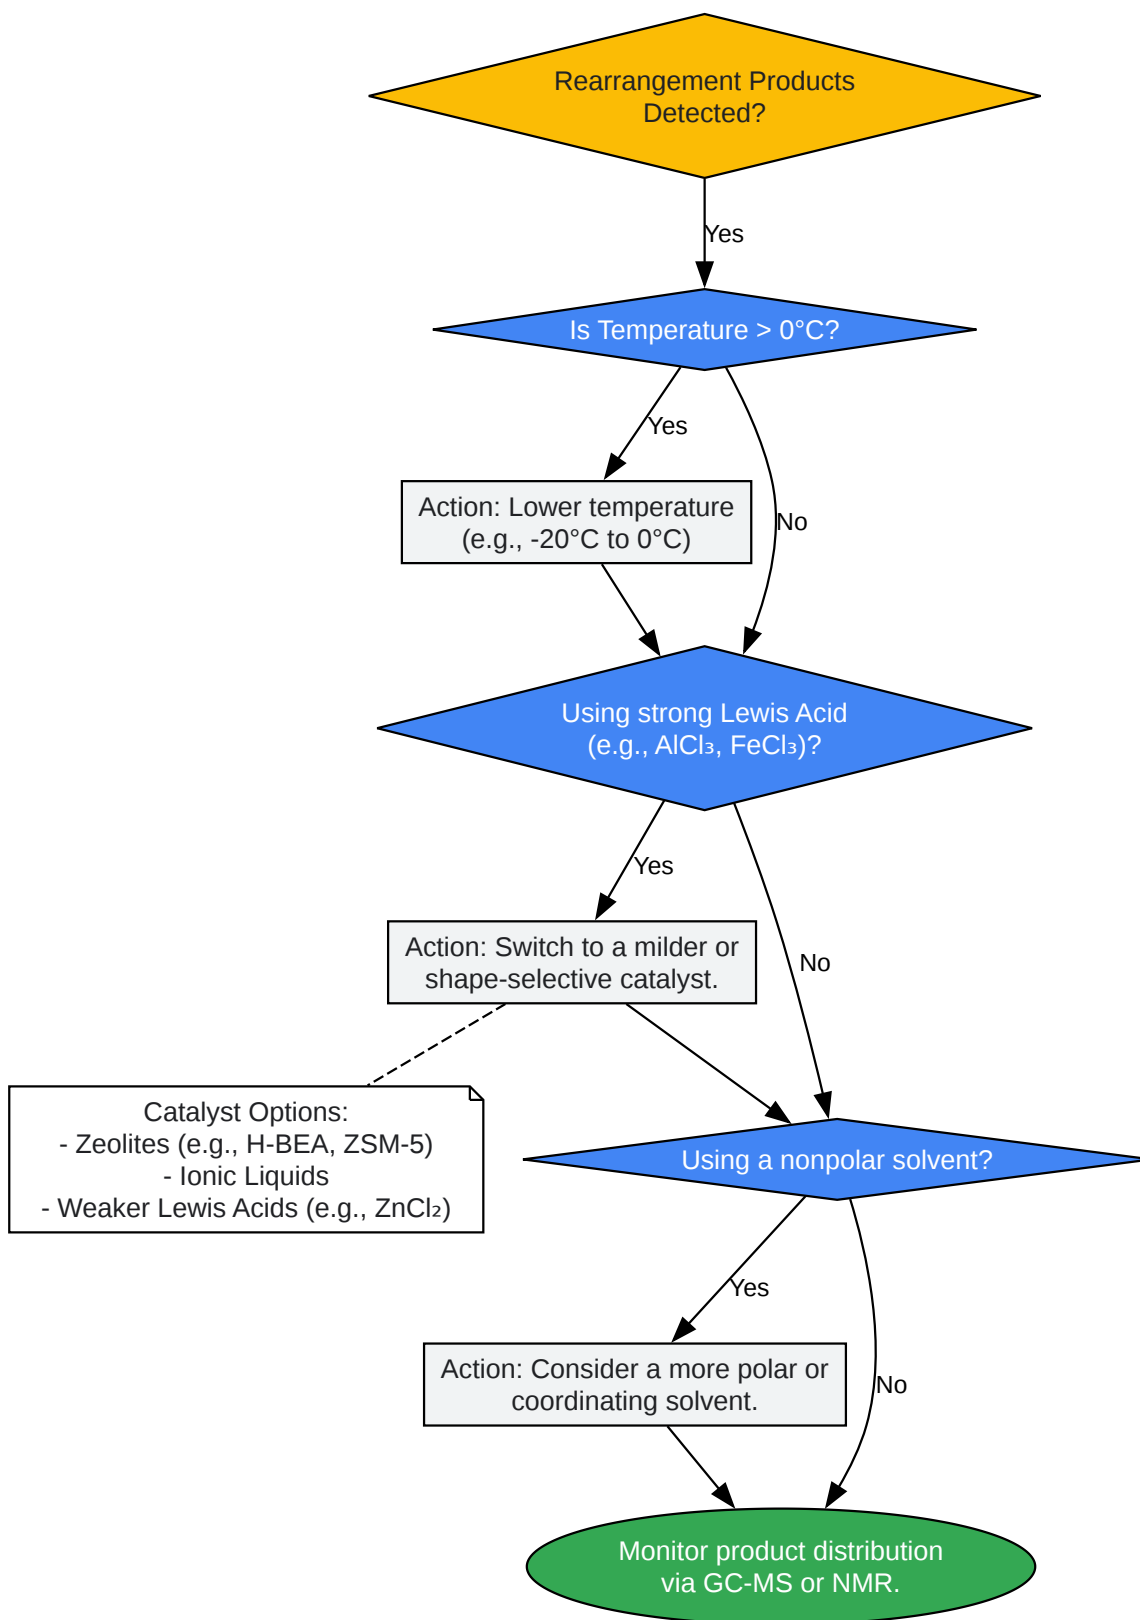 Rearrangement Products
Detected?
Yes
Is Temperature > 0°C?
Yes
Action: Lower temperature
(e.g., -20°C to 0°C)
No
Using strong Lewis Acid
(e.g., AlCl₃, FeCl₃)?
Yes
Action: Switch to a milder or
shape-selective catalyst.
No
Catalyst Options:
- Zeolites (e.g., H-BEA, ZSM-5)
- Ionic Liquids
- Weaker Lewis Acids (e.g., ZnCl₂)
Using a nonpolar solvent?
Yes
Action: Consider a more polar or
coordinating solvent.
No
Monitor product distribution
via GC-MS or NMR.